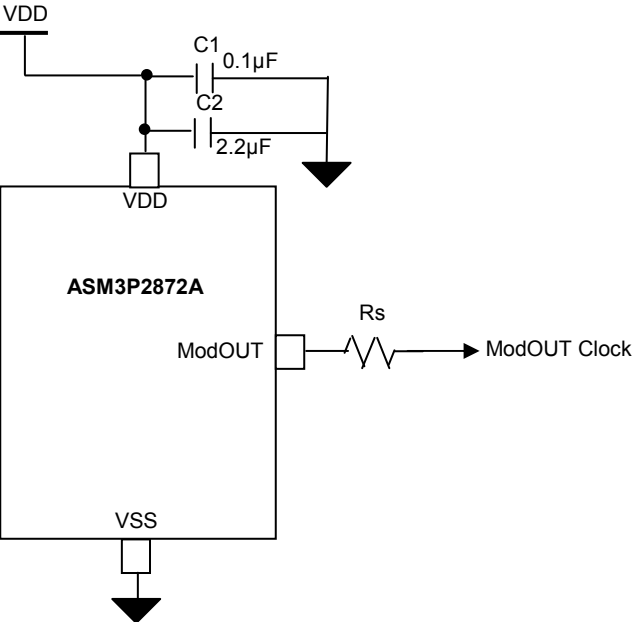 VDD
C1
0.1µF
C2
2.2µF
VDD
ASM3P2872A
Rs
ModOUT
ModOUT Clock
VSS